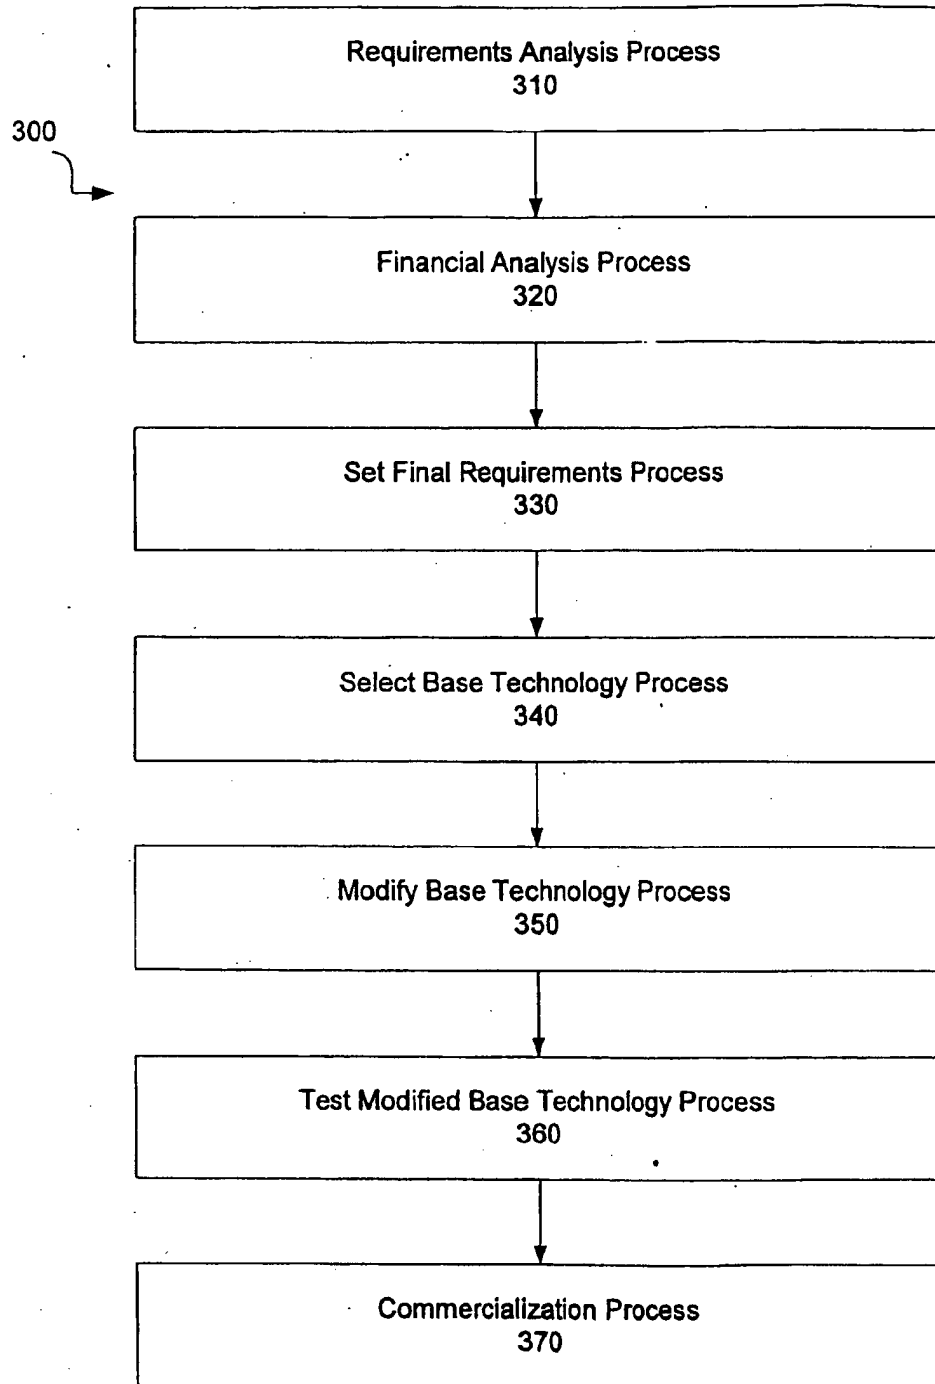 Requirements Analysis Process
310
300
Financial Analysis Process
320
Set Final Requirements Process
330
Select Base Technology Process
340
Modify Base Technology Process
350
Test Modified Base Technology Process
360
Commercialization Process
370